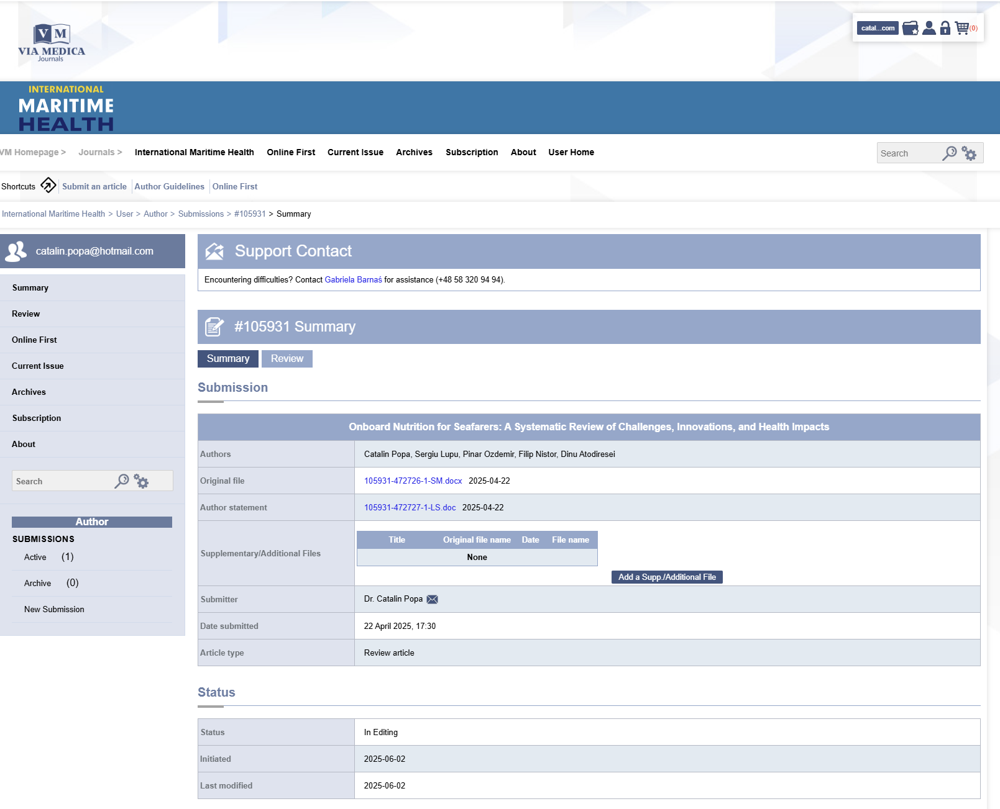 catal...com
(0)
VM
VIA MEDICA
Journals
INTERNATIONAL
MARITIME
HEALTH
VM Homepage > Journals > International Maritime Health Online First Current Issue Archives Subscription About User Home
Search
Shortcuts Submit an article Author Guidelines Online First
International Maritime Health > User > Author > Submissions > #105931 > Summary
catalin.popa@hotmail.com
Summary
Review
Online First
Current Issue
Archives
Subscription
About
Search
Author
SUBMISSIONS
Active (1)
Archive (0)
New Submission
Support Contact
Encountering difficulties? Contact Gabriela Barnaś for assistance (+48 58 320 94 94).
#105931 Summary
Summary Review
Submission
Onboard Nutrition for Seafarers: A Systematic Review of Challenges, Innovations, and Health Impacts
Authors Catalin Popa, Sergiu Lupu, Pinar Ozdemir, Filip Nistor, Dinu Atodiresei
Original file 105931-472726-1-SM.docx 2025-04-22
Author statement 105931-472727-1-LS.doc 2025-04-22
Supplementary/Additional Files
Title Original file name Date File name
None
Add a Supp./Additional File
Submitter Dr. Catalin Popa
Date submitted 22 April 2025, 17:30
Article type Review article
Status
Status In Editing
Initiated 2025-06-02
Last modified 2025-06-02